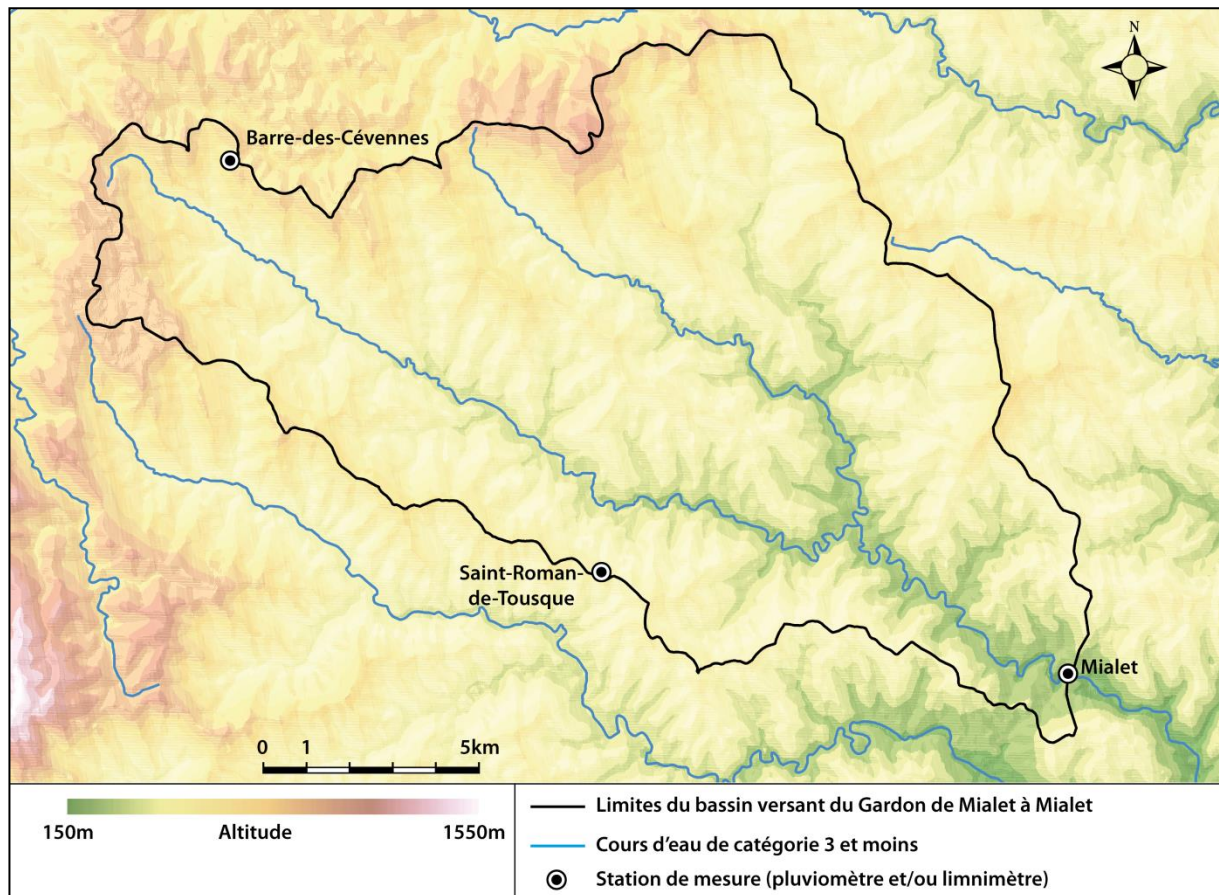 N
Barre-des-Cévennes
Saint-Roman-
de-Tousque
Mialet
0 1 5km
150m Altitude 1550m
Limites du bassin versant du Gardon de Mialet à Mialet
Cours d’eau de catégorie 3 et moins
Station de mesure (pluviomètre et/ou limnimètre)